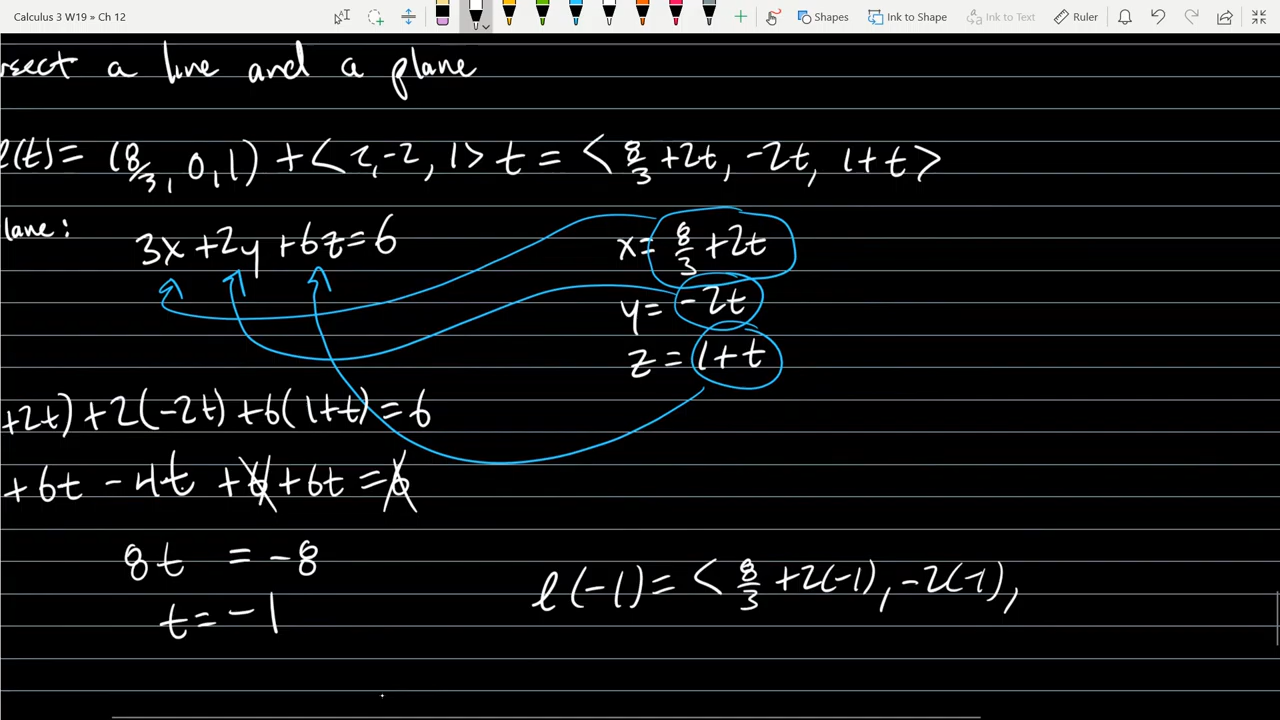 Calculus 3 W19 » Ch 12
Shapes Ink to Shape Ink to Text Ruler
rsect a line and a plane
l(t) = (8/3, 0, 1) + <2, -2, 1> t = < 8/3 + 2t, -2t, 1+t >
lane: 3x + 2y + 6z = 6
x = 8/3 + 2t
y = -2t
z = 1+t
+2t) + 2(-2t) + 6(1+t) = 6
+ 6t - 4t + 6 + 6t = 6
8t = -8
t = -1
l(-1) = < 8/3 + 2(-1), -2(-1),